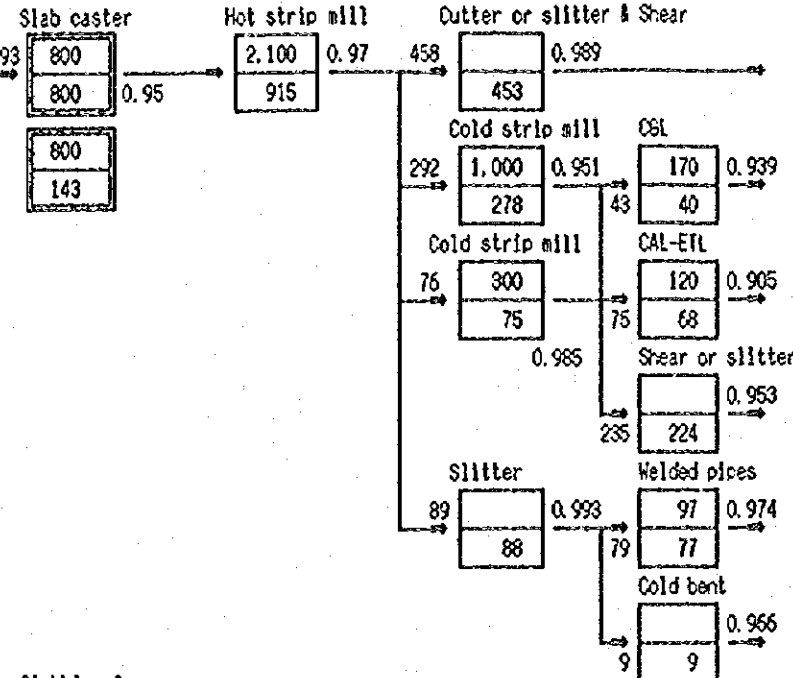 Slab caster Hot strip mill Cutter or slitter & Shear
93 800 2,100 0.97 458 0.989
800 0.95 915 453
Cold strip mill CGL
800 292 1,000 0.951 170 0.939
143 278 43 40
Cold strip mill CAL-ETL
76 300 120 0.905
75 75 68
0.985 Shear or slitter
0.953
235 224
Slitter Welded pipes
89 0.993 97 0.974
88 79 77
Cold bent
0.966
9 9